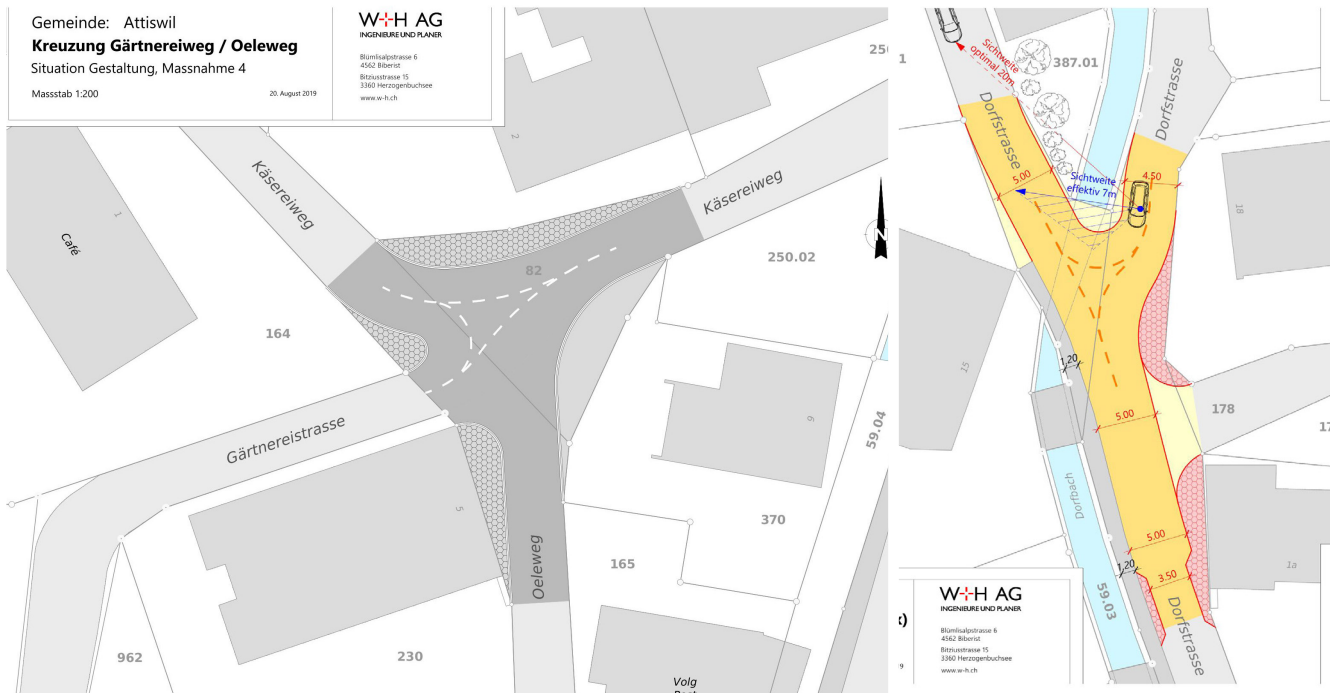 Gemeinde: Attiswil
Kreuzung Gärtnereiweg / Oeleweg
Situation Gestaltung, Massnahme 4
Massstab 1:200
20. August 2019
W+H AG
INGENIEURE UND PLANER
Blümlisalpstrasse 6
4562 Biberist
Bitziusstrasse 15
3360 Herzogenbuchsee
www.w-h.ch
2
1
Café
Käsereiweg
Käsereiweg
82
N
250.02
164
Gärtnereistrasse
5
6
59.04
370
Oeleweg
165
962
230
Volg
Sichtweite
optimal 20m
387.01
Dorfstrasse
Dorfstrasse
5.00
Sichtweite
effektiv 7m
4.50
16
15
1,20
5.00
178
Dorfbach
5.00
1,20
3.50
1a
59.03
Dorfstrasse
W+H AG
INGENIEURE UND PLANER
Blümlisalpstrasse 6
4562 Biberist
Bitziusstrasse 15
3360 Herzogenbuchsee
www.w-h.ch